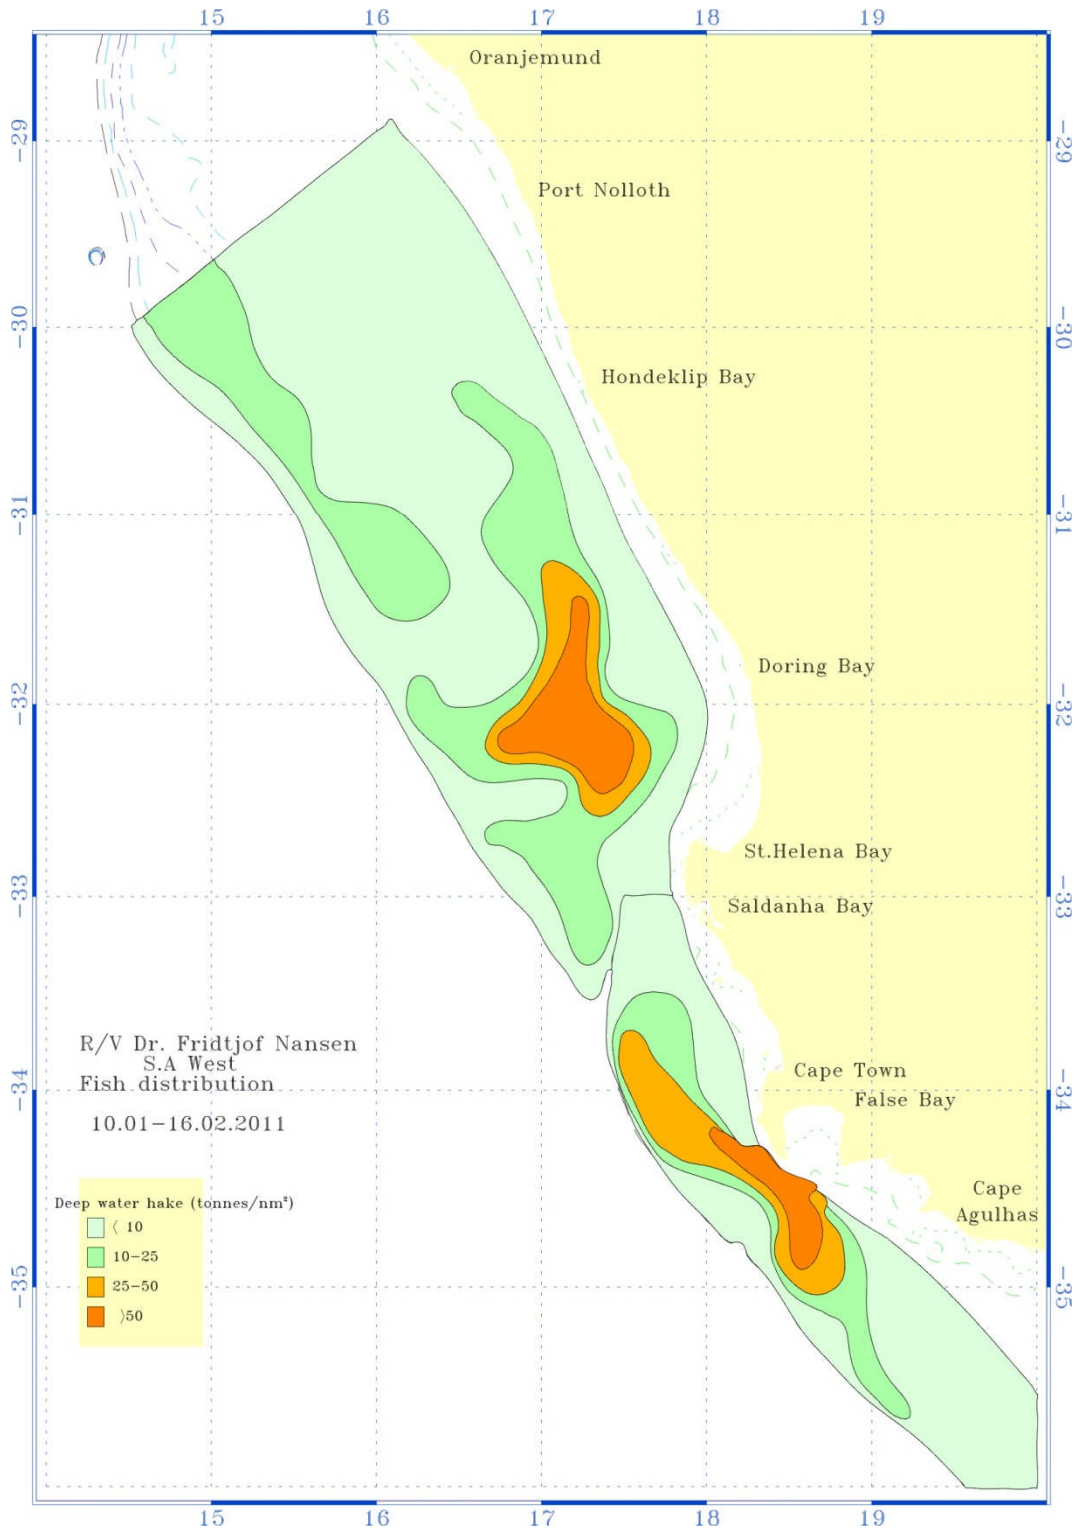 15 16 17 18 19
Oranjemund
-29 -29
Port Nolloth
-30 -30
Hondeklip Bay
-31 -31
Doring Bay
-32 -32
St.Helena Bay
-33 -33
Saldanha Bay
R/V Dr. Fridtjof Nansen
S.A West
Fish distribution
10.01-16.02.2011
Cape Town
-34 -34
False Bay
Cape
Agulhas
Deep water hake (tonnes/nm²)
⟨ 10
10-25
25-50
⟩50
-35 -35
15 16 17 18 19